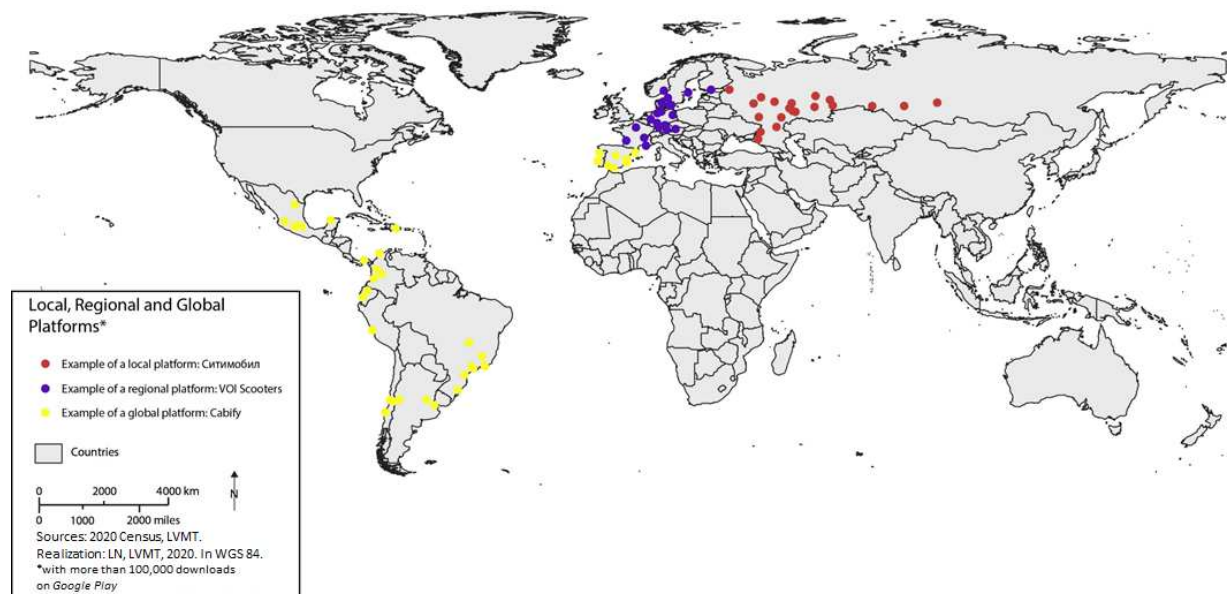 Local, Regional and Global
Platforms*
Example of a local platform: Ситимобил
Example of a regional platform: VOI Scooters
Example of a global platform: Cabify
Countries
0 2000 4000 km
N
0 1000 2000 miles
Sources: 2020 Census, LVMT.
Realization: LN, LVMT, 2020. In WGS 84.
*with more than 100,000 downloads
on Google Play